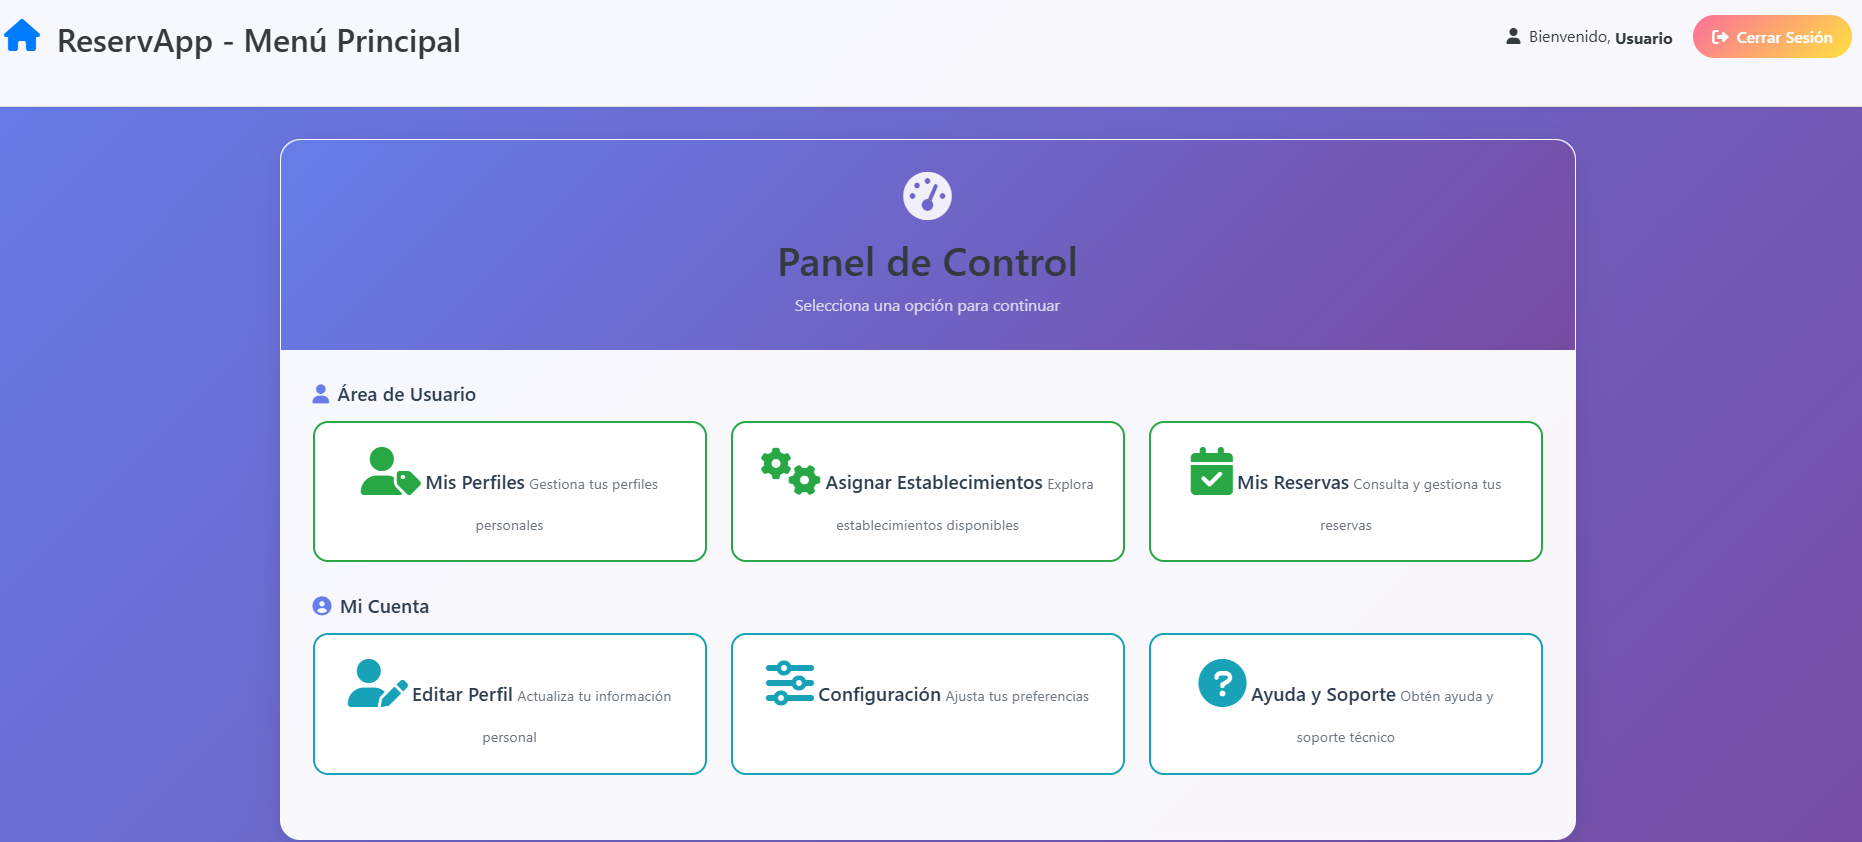 ReservApp - Menú Principal
Bienvenido, Usuario
Cerrar Sesión
Panel de Control
Selecciona una opción para continuar
Área de Usuario
Mis Perfiles Gestiona tus perfiles
personales
Asignar Establecimientos Explora
establecimientos disponibles
Mis Reservas Consulta y gestiona tus
reservas
Mi Cuenta
Editar Perfil Actualiza tu información
personal
Configuración Ajusta tus preferencias
Ayuda y Soporte Obtén ayuda y
soporte técnico